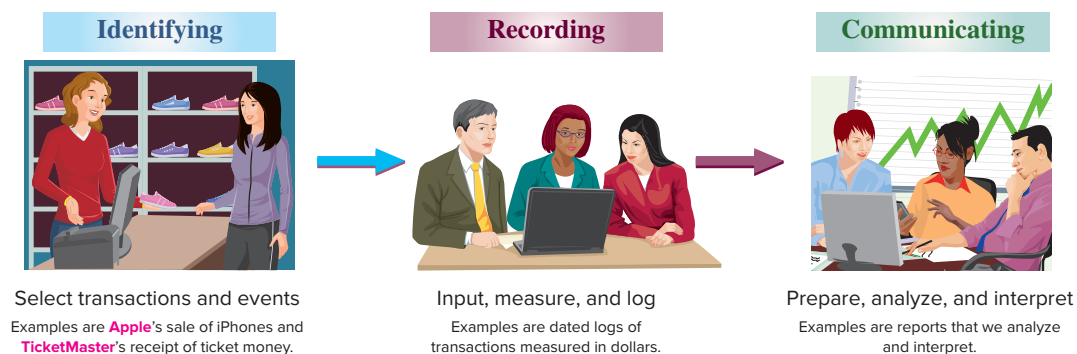 Identifying
Recording
Communicating
Select transactions and events
Examples are Apple's sale of iPhones and
TicketMaster's receipt of ticket money.
Input, measure, and log
Examples are dated logs of
transactions measured in dollars.
Prepare, analyze, and interpret
Examples are reports that we analyze
and interpret.